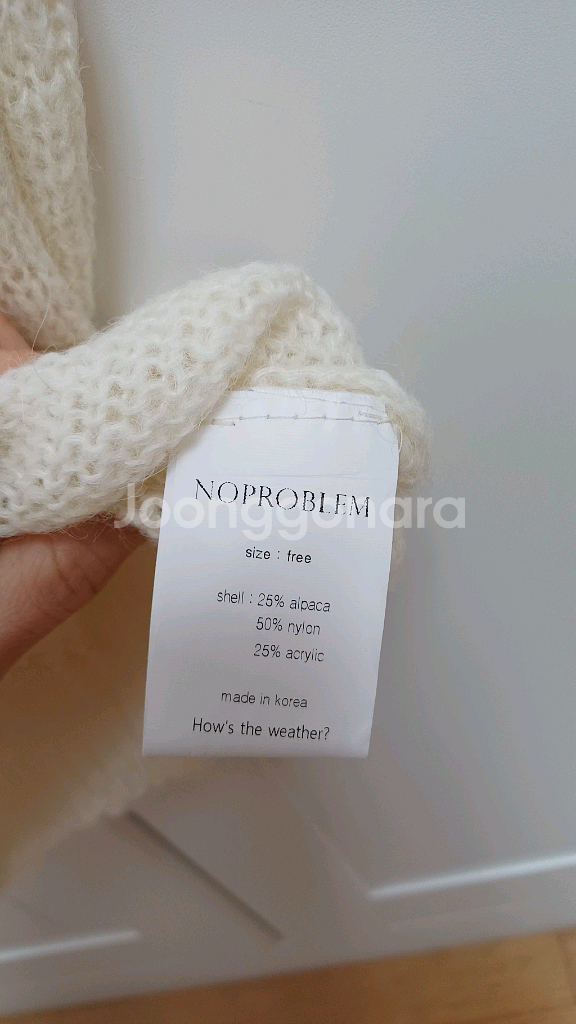 NOPROBLEM
Joonggonara
size : free
shell : 25% alpaca
50% nylon
25% acrylic
made in korea
How's the weather?